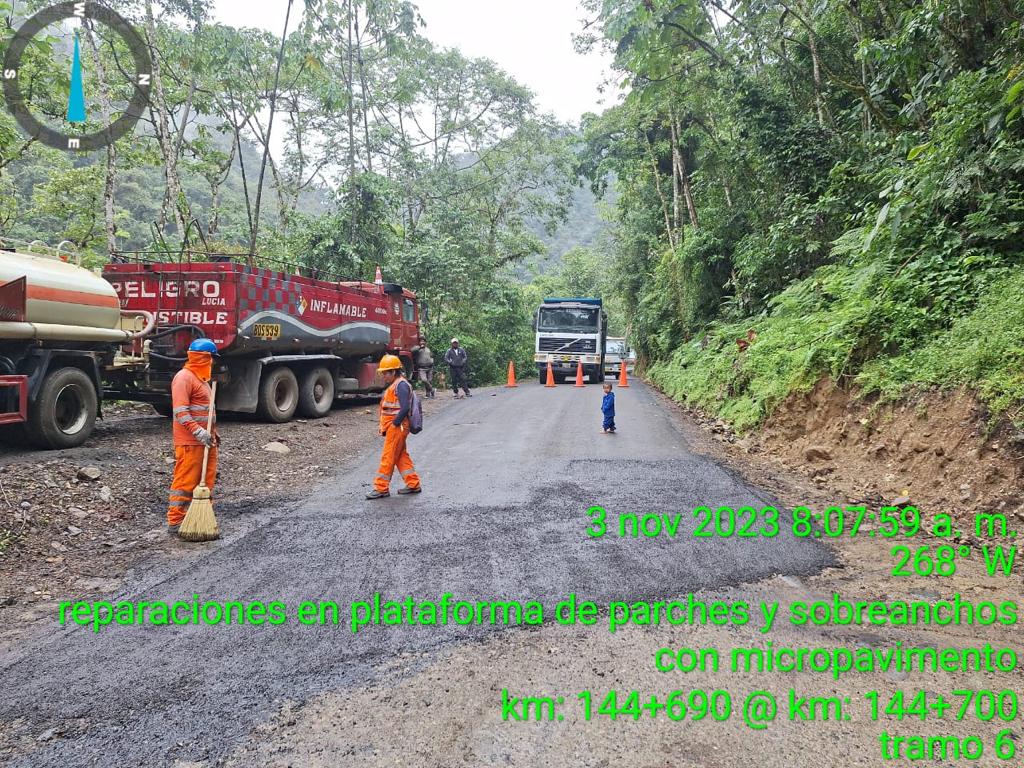 W
S
N
E
PELIGRO
LUCIA
INFLAMABLE
3 nov 2023 8:07:59 a. m.
268° W
reparaciones en plataforma de parches y sobreanchos
con micropavimento
km: 144+690 @ km: 144+700
tramo 6